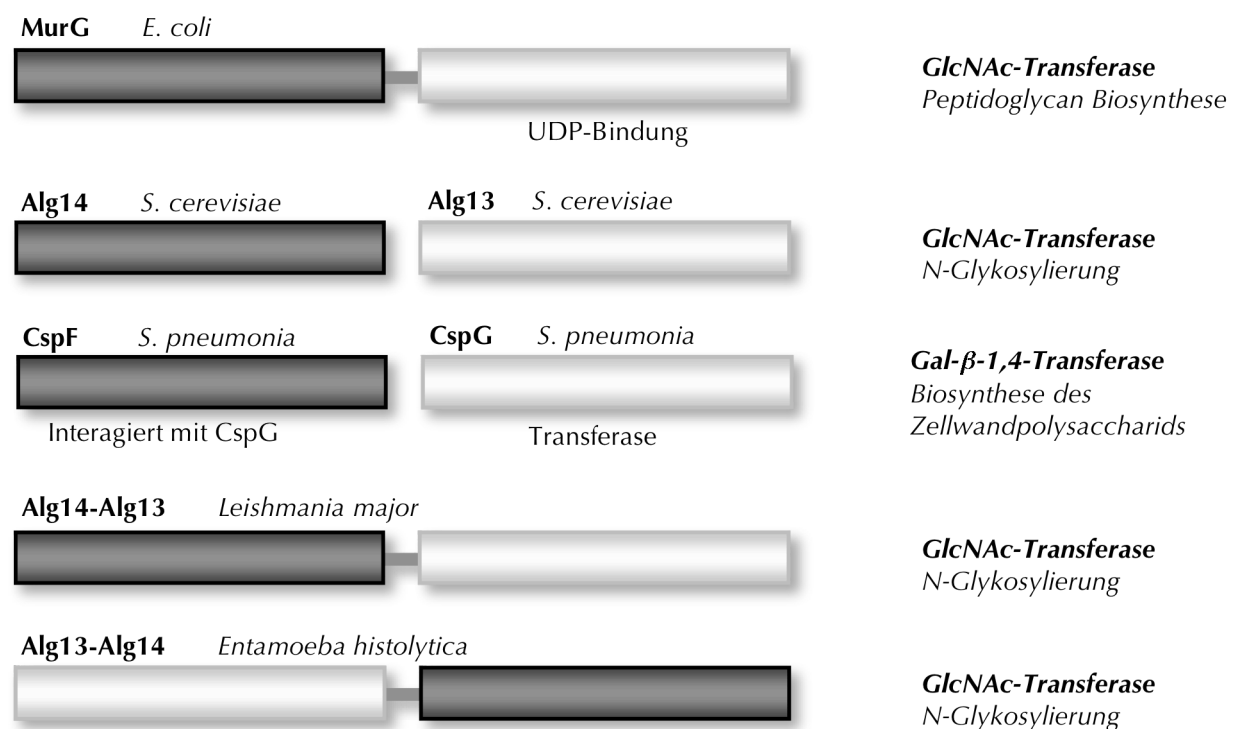 MurG E. coli
GlcNAc-Transferase
Peptidoglycan Biosynthese
UDP-Bindung
Alg14 S. cerevisiae Alg13 S. cerevisiae
GlcNAc-Transferase
N-Glykosylierung
CspF S. pneumonia CspG S. pneumonia
Gal-β-1,4-Transferase
Biosynthese des
Zellwandpolysaccharids
Interagiert mit CspG Transferase
Alg14-Alg13 Leishmania major
GlcNAc-Transferase
N-Glykosylierung
Alg13-Alg14 Entamoeba histolytica
GlcNAc-Transferase
N-Glykosylierung